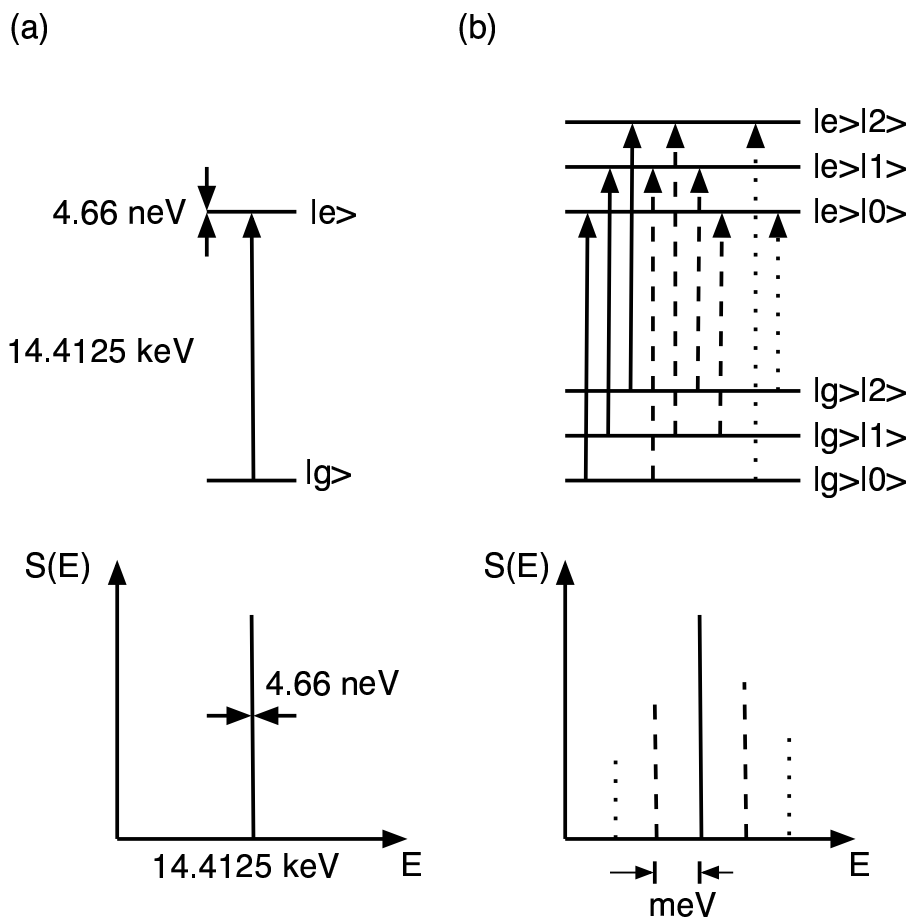 (a)
4.66 neV
|e>
14.4125 keV
|g>
S(E)
4.66 neV
14.4125 keV
E
(b)
|e>|2>
|e>|1>
|e>|0>
|g>|2>
|g>|1>
|g>|0>
S(E)
E
meV